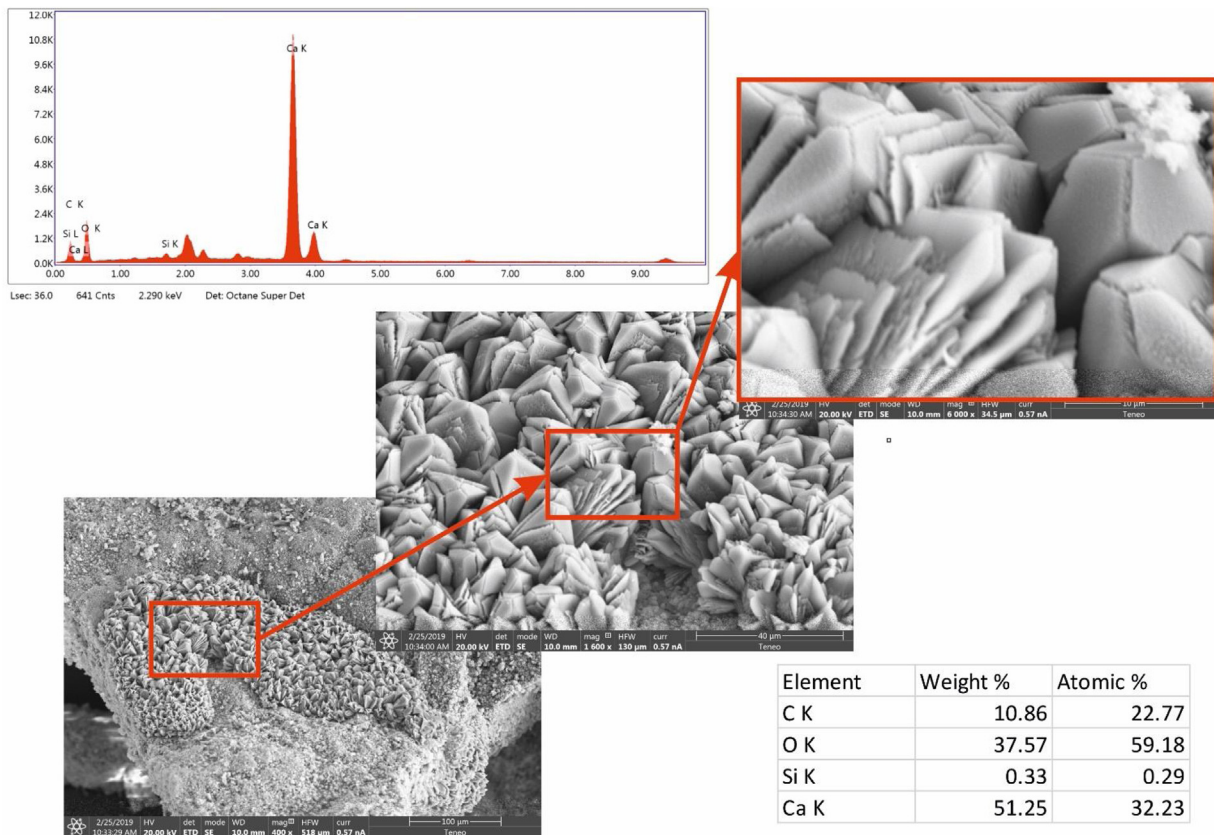 12.0K
10.8K
9.6K
8.4K
7.2K
6.0K
4.8K
3.6K
2.4K
1.2K
0.0K
Ca K
C K
Si L
O K
Ca L
Si K
Ca K
0.00 1.00 2.00 3.00 4.00 5.00 6.00 7.00 8.00 9.00
Lsec: 36.0 641 Cnts 2.290 keV Det: Octane Super Det
2/25/2019 HV det mode WD mag HFW curr 10 µm
10:34:30 AM 20.00 kV ETD SE 10.0 mm 6 000 x 34.5 µm 0.57 nA Teneo
2/25/2019 HV det mode WD mag HFW curr 40 µm
10:34:00 AM 20.00 kV ETD SE 10.0 mm 1 600 x 130 µm 0.57 nA Teneo
2/25/2019 HV det mode WD mag HFW curr 100 µm
10:33:29 AM 20.00 kV ETD SE 10.0 mm 400 x 518 µm 0.57 nA Teneo
Element Weight % Atomic %
C K 10.86 22.77
O K 37.57 59.18
Si K 0.33 0.29
Ca K 51.25 32.23